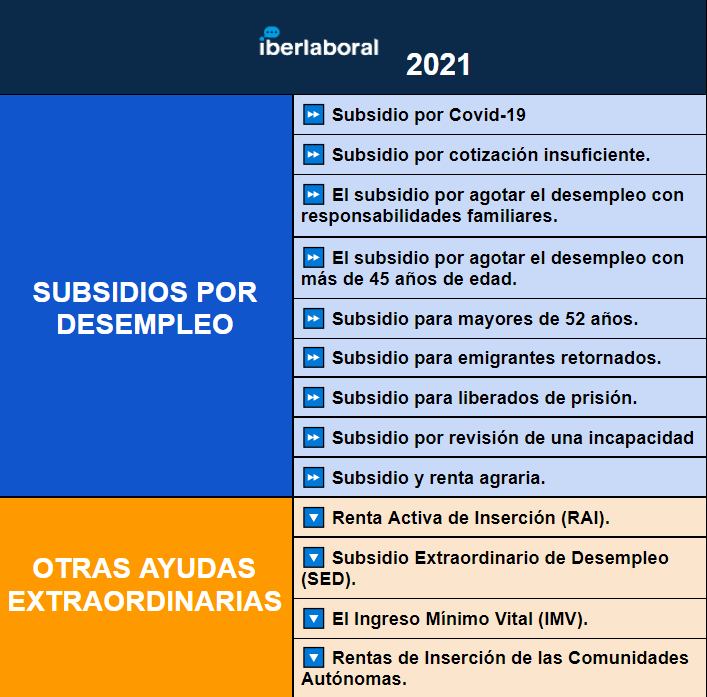 iberlaboral
2021
SUBSIDIOS POR
DESEMPLEO
Subsidio por Covid-19
Subsidio por cotización insuficiente.
El subsidio por agotar el desempleo con
responsabilidades familiares.
El subsidio por agotar el desempleo con
más de 45 años de edad.
Subsidio para mayores de 52 años.
Subsidio para emigrantes retornados.
Subsidio para liberados de prisión.
Subsidio por revisión de una incapacidad
Subsidio y renta agraria.
OTRAS AYUDAS
EXTRAORDINARIAS
Renta Activa de Inserción (RAI).
Subsidio Extraordinario de Desempleo
(SED).
El Ingreso Mínimo Vital (IMV).
Rentas de Inserción de las Comunidades
Autónomas.